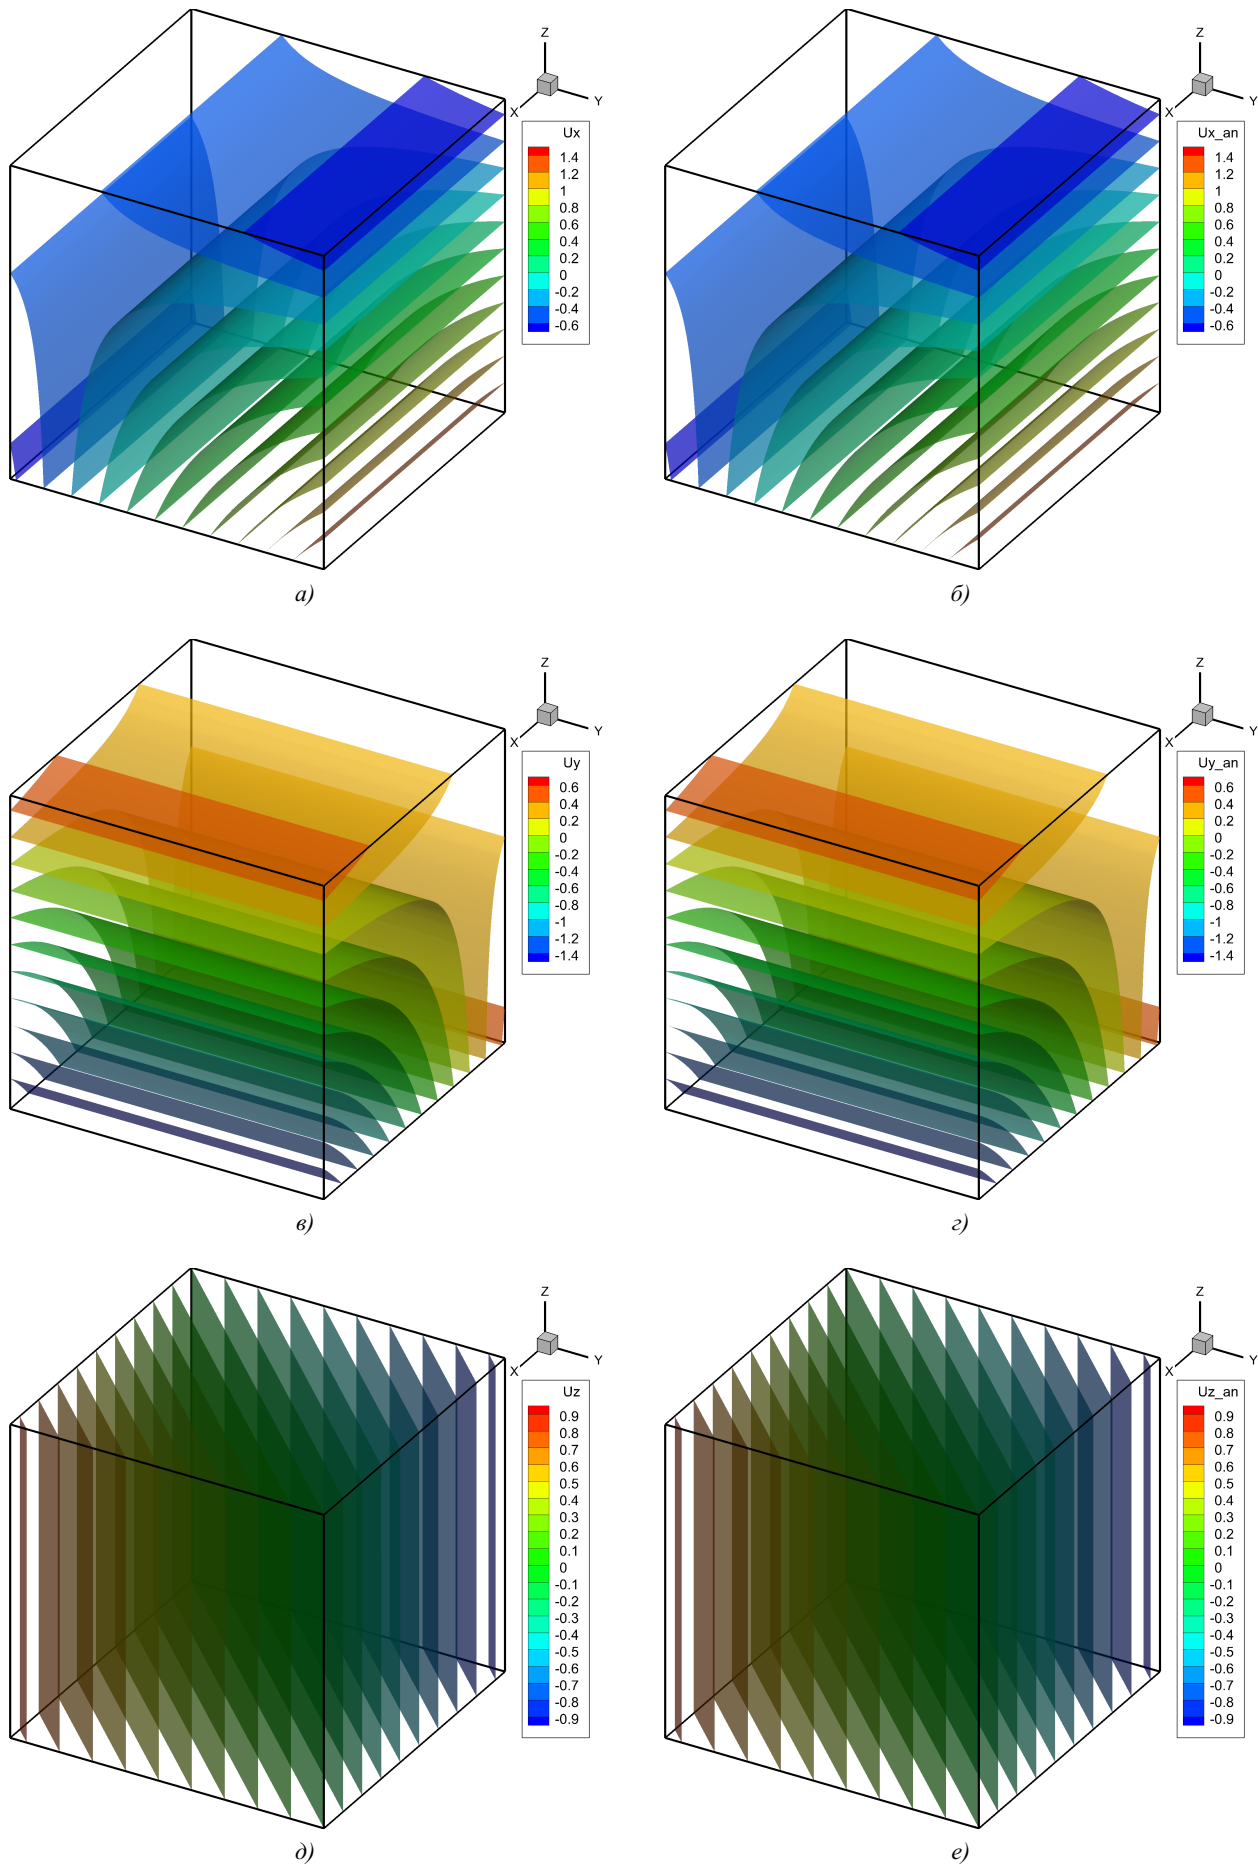 Z
X
Y
Ux
1.4
1.2
1
0.8
0.6
0.4
0.2
0
-0.2
-0.4
-0.6
а)
Z
X
Y
Ux_an
1.4
1.2
1
0.8
0.6
0.4
0.2
0
-0.2
-0.4
-0.6
б)
Z
X
Y
Uy
0.6
0.4
0.2
0
-0.2
-0.4
-0.6
-0.8
-1
-1.2
-1.4
в)
Z
X
Y
Uy_an
0.6
0.4
0.2
0
-0.2
-0.4
-0.6
-0.8
-1
-1.2
-1.4
г)
Z
X
Y
Uz
0.9
0.8
0.7
0.6
0.5
0.4
0.3
0.2
0.1
0
-0.1
-0.2
-0.3
-0.4
-0.5
-0.6
-0.7
-0.8
-0.9
д)
Z
X
Y
Uz_an
0.9
0.8
0.7
0.6
0.5
0.4
0.3
0.2
0.1
0
-0.1
-0.2
-0.3
-0.4
-0.5
-0.6
-0.7
-0.8
-0.9
е)